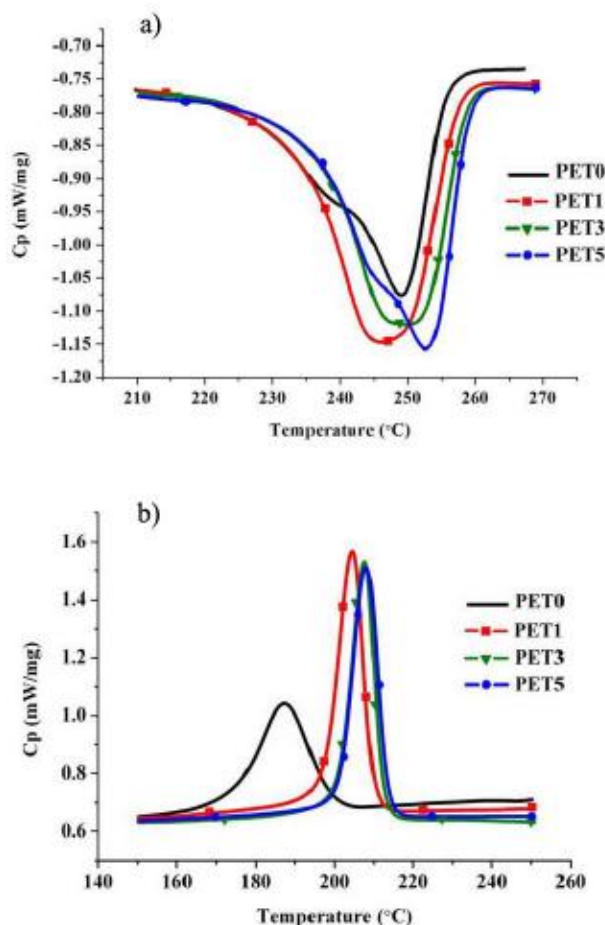 a)
-0.70
-0.75
-0.80
-0.85
-0.90
-0.95
-1.00
-1.05
-1.10
-1.15
-1.20
Cp (mW/mg)
PET0
PET1
PET3
PET5
210 220 230 240 250 260 270
Temperature (°C)
b)
1.6
1.4
1.2
1.0
0.8
0.6
Cp (mW/mg)
PET0
PET1
PET3
PET5
140 160 180 200 220 240 260
Temperature (°C)